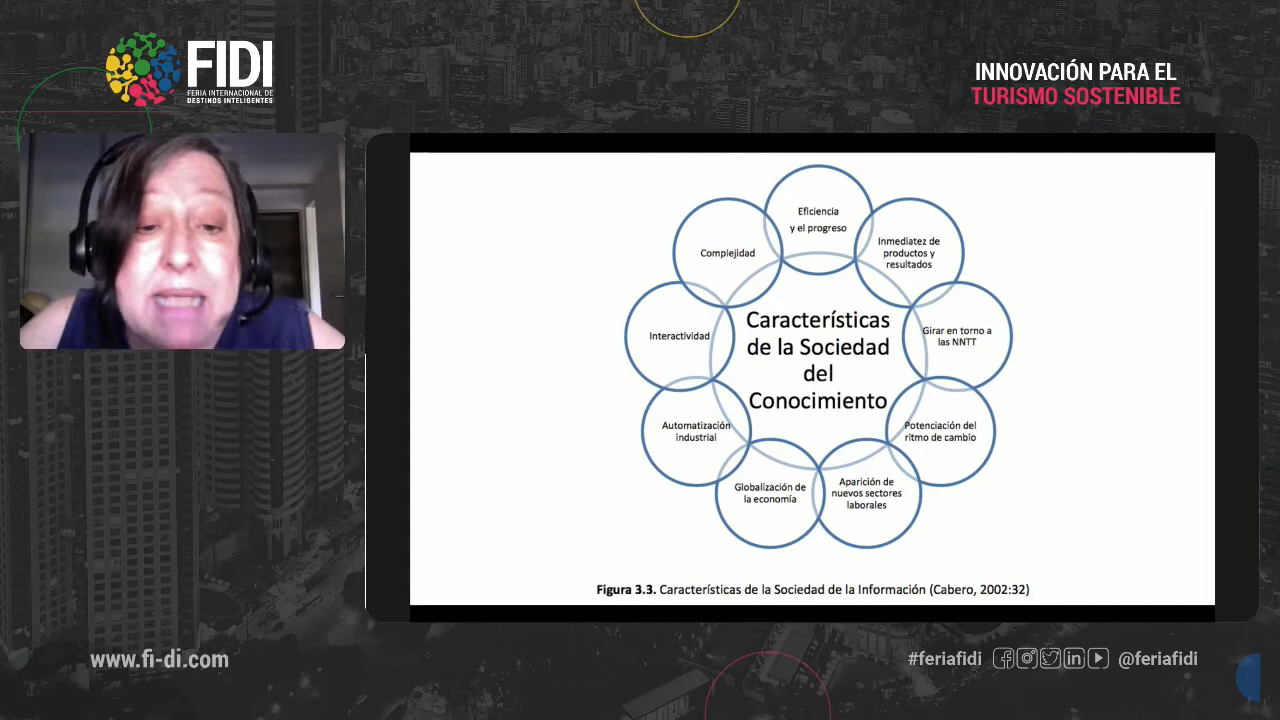 FIDI
FERIA INTERNACIONAL DE
DESTINOS INTELIGENTES
INNOVACIÓN PARA EL
TURISMO SOSTENIBLE
Eficiencia
y el progreso
Inmediatez de
productos y
resultados
Girar en torno a
las NNTT
Potenciación del
ritmo de cambio
Aparición de
nuevos sectores
laborales
Globalización de
la economía
Automatización
industrial
Interactividad
Complejidad
Características
de la Sociedad
del
Conocimiento
Figura 3.3. Características de la Sociedad de la Información (Cabero, 2002:32)
www.fi-di.com
#feriafidi
@feriafidi